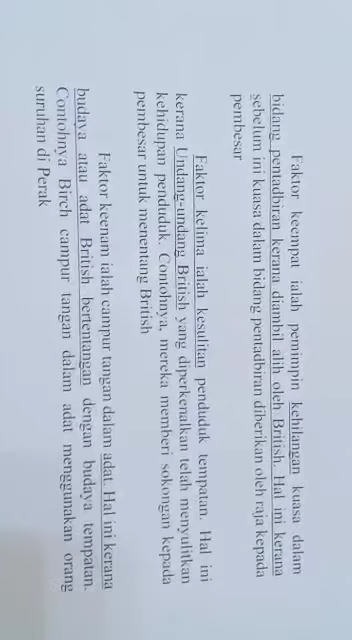 Faktor keempat ialah pemimpin kehilangan kuasa dalam
bidang pentadbiran kerana diambil alih oleh British. Hal ini kerana
sebelum ini kuasa dalam bidang pentadbiran diberikan oleh raja kepada
pembesar
Faktor kelima ialah kesulitan penduduk tempatan. Hal ini
kerana Undang-undang British yang diperkenalkan telah menyulitkan
kehidupan penduduk. Contohnya, mereka memberi sokongan kepada
pembesar untuk menentang British
Faktor keenam ialah campur tangan dalam adat. Hal ini kerana
budaya atau adat British bertentangan dengan budaya tempatan.
Contohnya Birch campur tangan dalam adat menggunakan orang
suruhan di Perak